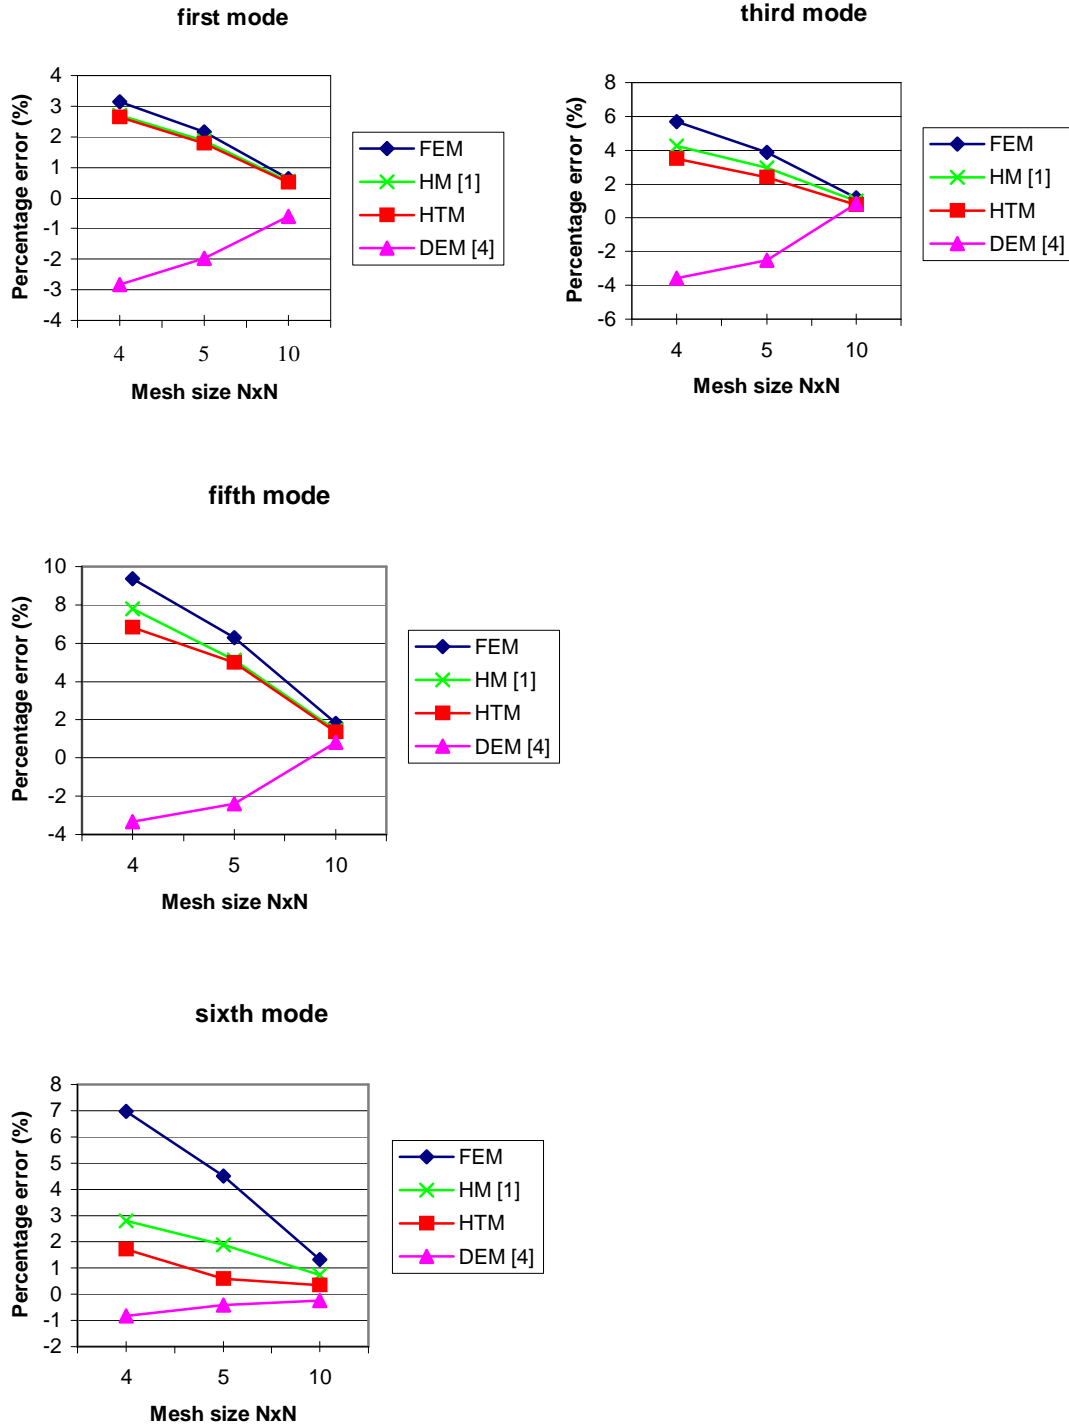 first mode
4
3
2
1
0
-1
-2
-3
-4
Percentage error (%)
4 5 10
Mesh size NxN
FEM
HM [1]
HTM
DEM [4]
third mode
8
6
4
2
0
-2
-4
-6
Percentage error (%)
4 5 10
Mesh size NxN
FEM
HM [1]
HTM
DEM [4]
fifth mode
10
8
6
4
2
0
-2
-4
Percentage error (%)
4 5 10
Mesh size NxN
FEM
HM [1]
HTM
DEM [4]
sixth mode
8
7
6
5
4
3
2
1
0
-1
-2
Percentage error (%)
4 5 10
Mesh size NxN
FEM
HM [1]
HTM
DEM [4]